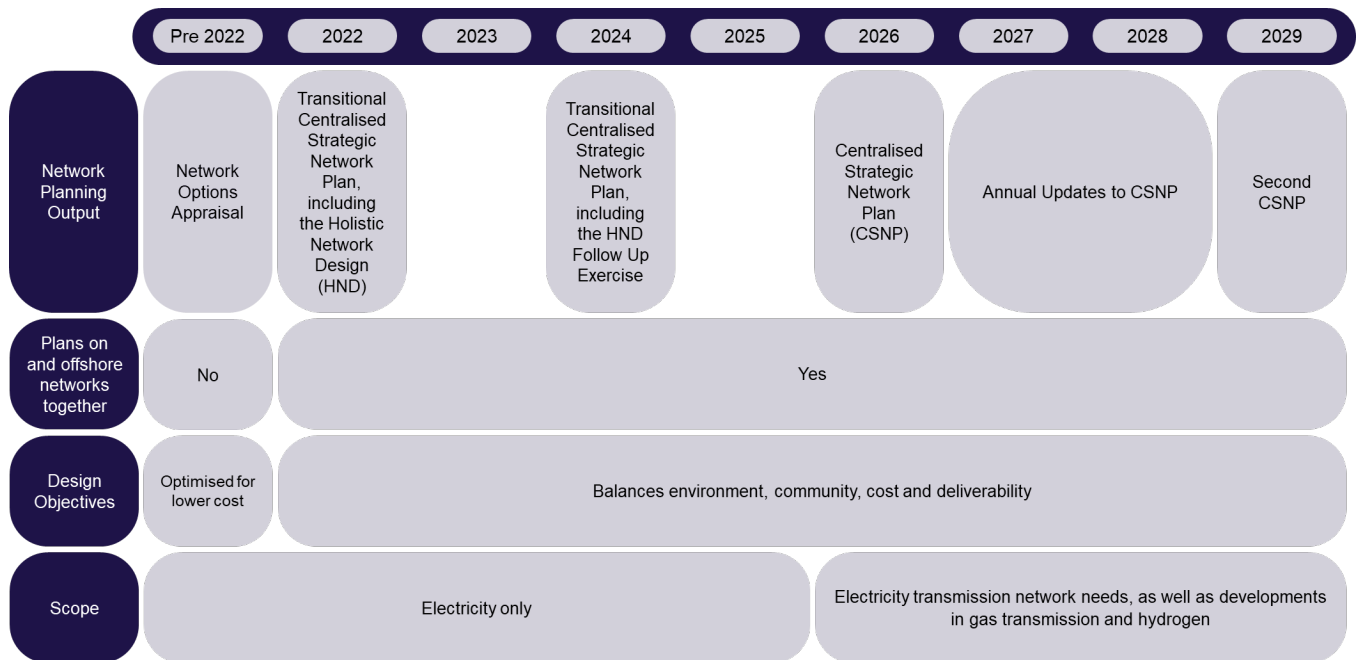 Pre 2022
2022
2023
2024
2025
2026
2027
2028
2029
Network
Planning
Output
Network
Options
Appraisal
Transitional
Centralised
Strategic
Network
Plan,
including
the Holistic
Network
Design
(HND)
Transitional
Centralised
Strategic
Network
Plan,
including
the HND
Follow Up
Exercise
Centralised
Strategic
Network
Plan
(CSNP)
Annual Updates to CSNP
Second
CSNP
Plans on
and offshore
networks
together
No
Yes
Design
Objectives
Optimised for
lower cost
Balances environment, community, cost and deliverability
Scope
Electricity only
Electricity transmission network needs, as well as developments
in gas transmission and hydrogen